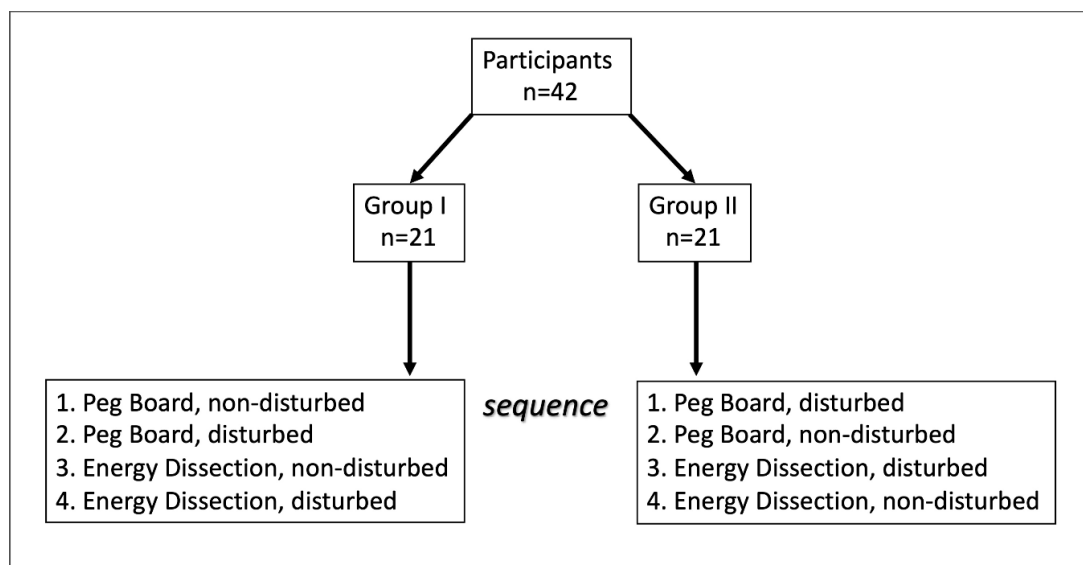 Participants
n=42
Group I
n=21
Group II
n=21
1. Peg Board, non-disturbed
2. Peg Board, disturbed
3. Energy Dissection, non-disturbed
4. Energy Dissection, disturbed
sequence
1. Peg Board, disturbed
2. Peg Board, non-disturbed
3. Energy Dissection, disturbed
4. Energy Dissection, non-disturbed